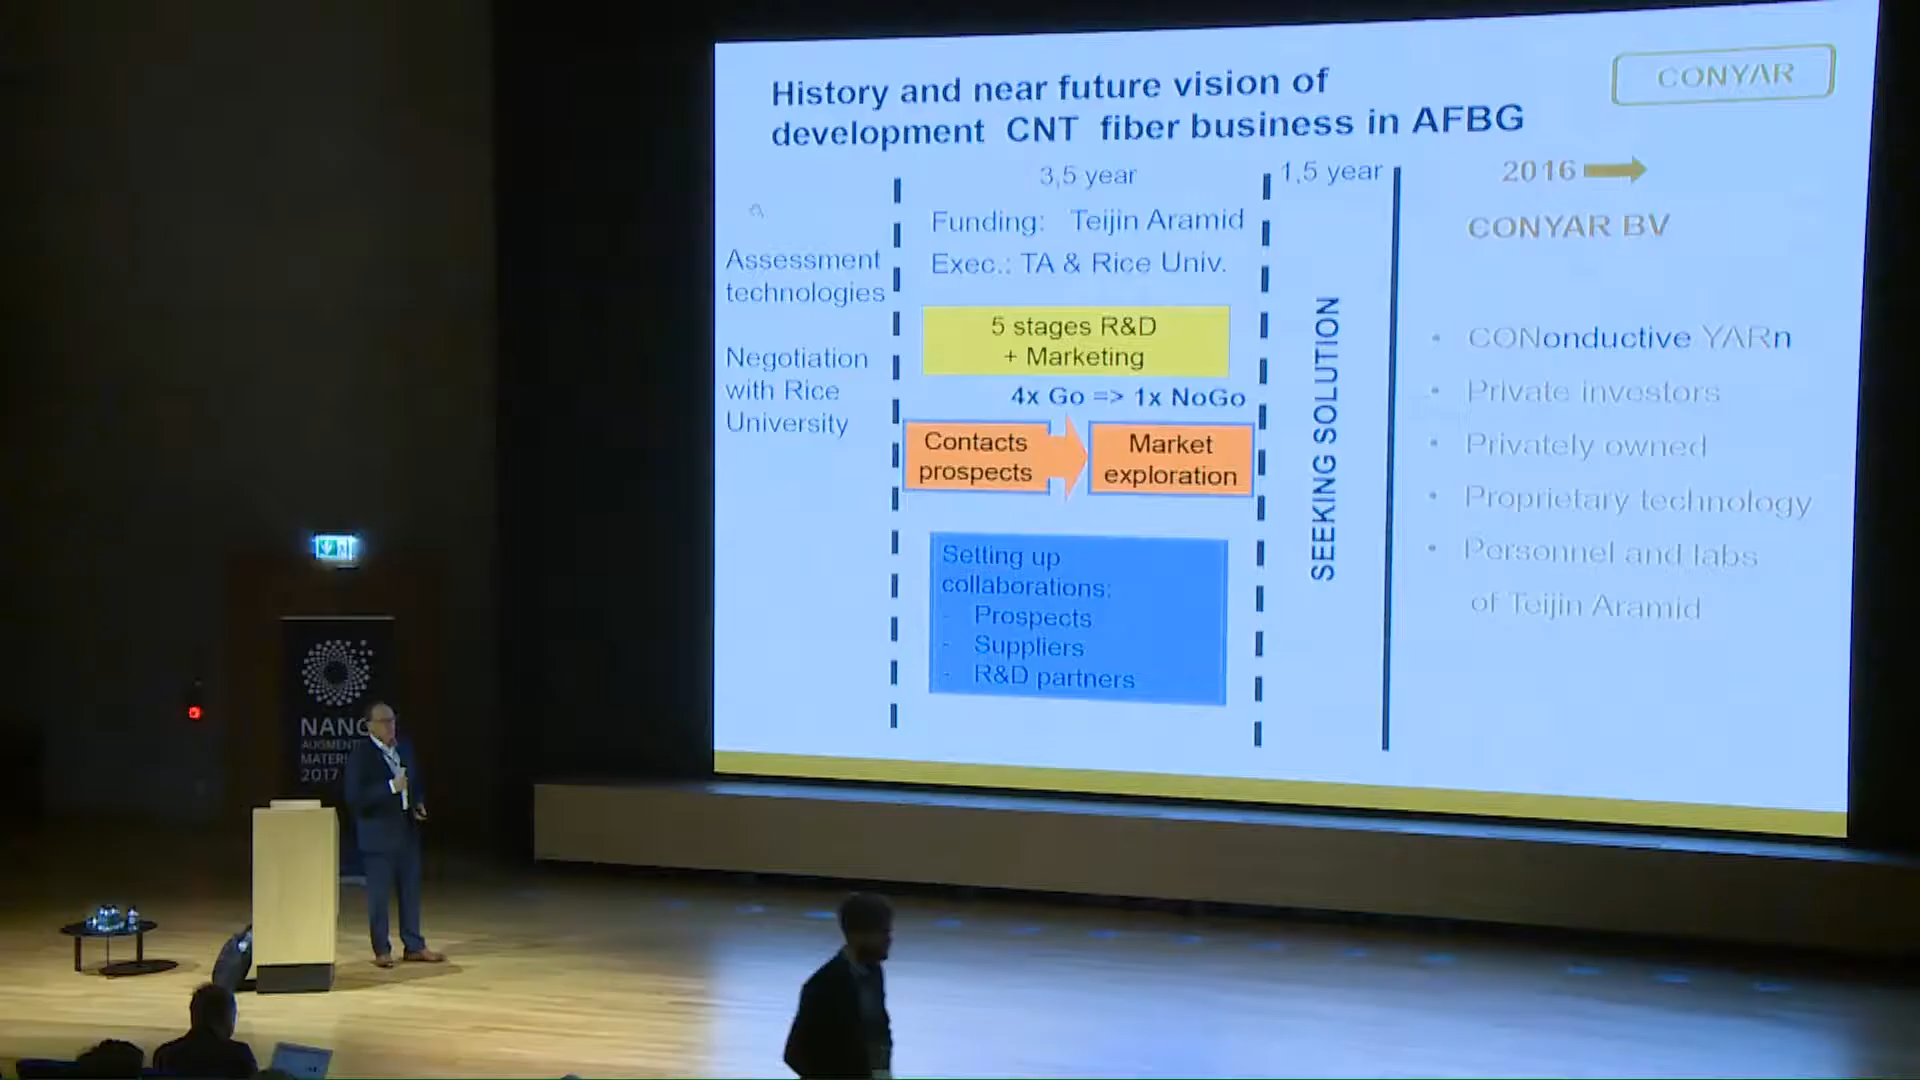 History and near future vision of
development CNT fiber business in AFBG
CONYAR
Assessment
technologies
Negotiation
with Rice
University
3,5 year
Funding: Teijin Aramid
Exec.: TA & Rice Univ.
5 stages R&D
+ Marketing
4x Go => 1x NoGo
Contacts
prospects
Market
exploration
Setting up
collaborations:
- Prospects
- Suppliers
- R&D partners
1,5 year
SEEKING SOLUTION
2016
CONYAR BV
• CONonductive YARn
• Private investors
• Privately owned
• Proprietary technology
• Personnel and labs
of Teijin Aramid
NANO
AUGMENT
MATERI
2017